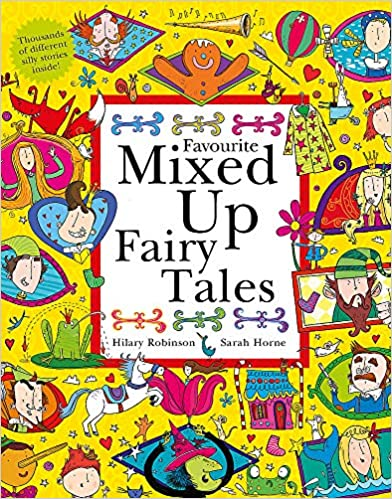 Thousands
of different
silly stories
inside!
Favourite
Mixed
Up
Fairy
Tales
Hilary Robinson Sarah Horne